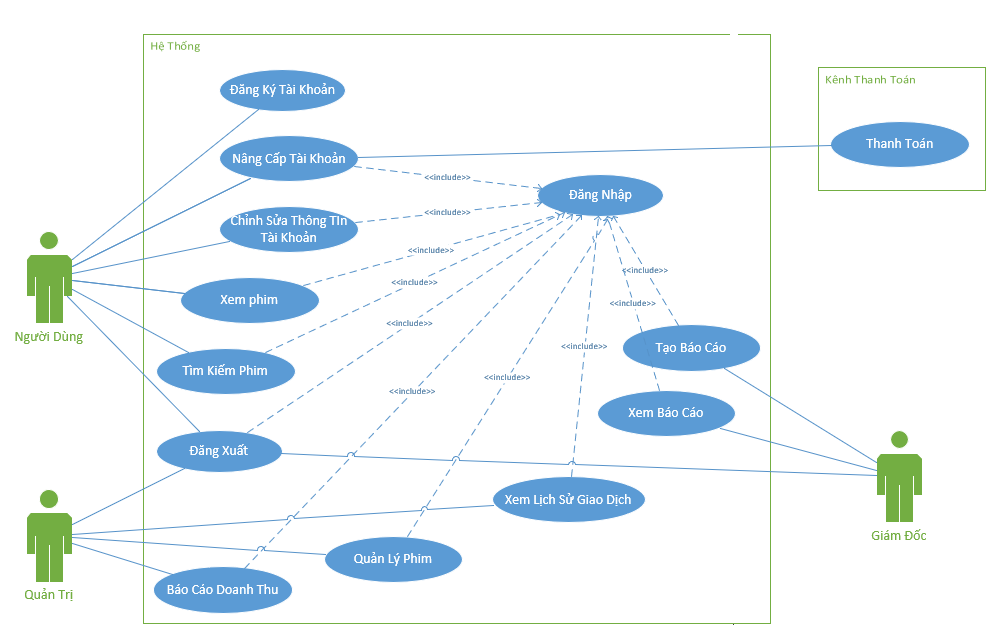 Hệ Thống
Kênh Thanh Toán
Đăng Ký Tài Khoản
Nâng Cấp Tài Khoản
Thanh Toán
<<include>>
Đăng Nhập
<<include>>
Chỉnh Sửa Thông Tin
Tài Khoản
<<include>>
<<include>>
<<include>>
Xem phim
<<include>>
<<include>>
Người Dùng
<<include>>
Tạo Báo Cáo
Tìm Kiếm Phim
<<include>>
<<include>>
Xem Báo Cáo
Đăng Xuất
Xem Lịch Sử Giao Dịch
Giám Đốc
Quản Lý Phim
Báo Cáo Doanh Thu
Quản Trị